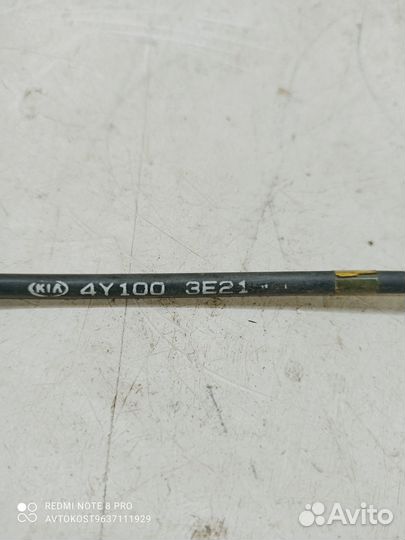 KIA 4Y100 3E21
REDMI NOTE 8 PRO
AVTOKOST9637111929
Avito